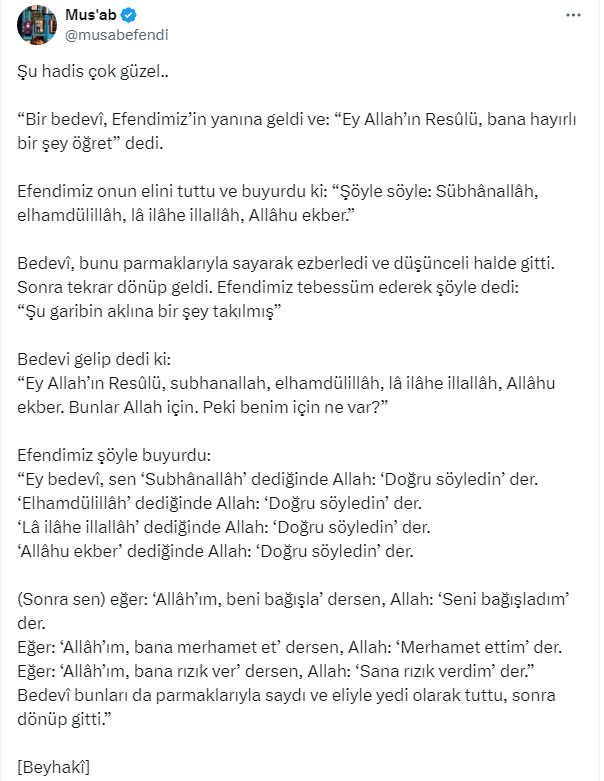 Mus'ab
@musabefendi
Şu hadis çok güzel..
“Bir bedevî, Efendimiz’in yanına geldi ve: “Ey Allah’ın Resûlü, bana hayırlı
bir şey öğret” dedi.
Efendimiz onun elini tuttu ve buyurdu ki: “Şöyle söyle: Sübhânallâh,
elhamdülillâh, lâ ilâhe illallâh, Allâhu ekber.”
Bedevî, bunu parmaklarıyla sayarak ezberledi ve düşünceli halde gitti.
Sonra tekrar dönüp geldi. Efendimiz tebessüm ederek şöyle dedi:
“Şu garibin aklına bir şey takılmış”
Bedevi gelip dedi ki:
“Ey Allah’ın Resûlü, subhanallah, elhamdülillâh, lâ ilâhe illallâh, Allâhu
ekber. Bunlar Allah için. Peki benim için ne var?”
Efendimiz şöyle buyurdu:
“Ey bedevî, sen ‘Subhânallâh’ dediğinde Allah: ‘Doğru söyledin’ der.
‘Elhamdülillâh’ dediğinde Allah: ‘Doğru söyledin’ der.
‘Lâ ilâhe illallâh’ dediğinde Allah: ‘Doğru söyledin’ der.
‘Allâhu ekber’ dediğinde Allah: ‘Doğru söyledin’ der.
(Sonra sen) eğer: ‘Allâh’ım, beni bağışla’ dersen, Allah: ‘Seni bağışladım’
der.
Eğer: ‘Allâh’ım, bana merhamet et’ dersen, Allah: ‘Merhamet ettim’ der.
Eğer: ‘Allâh’ım, bana rızık ver’ dersen, Allah: ‘Sana rızık verdim’ der.”
Bedevî bunları da parmaklarıyla saydı ve eliyle yedi olarak tuttu, sonra
dönüp gitti.”
[Beyhakî]